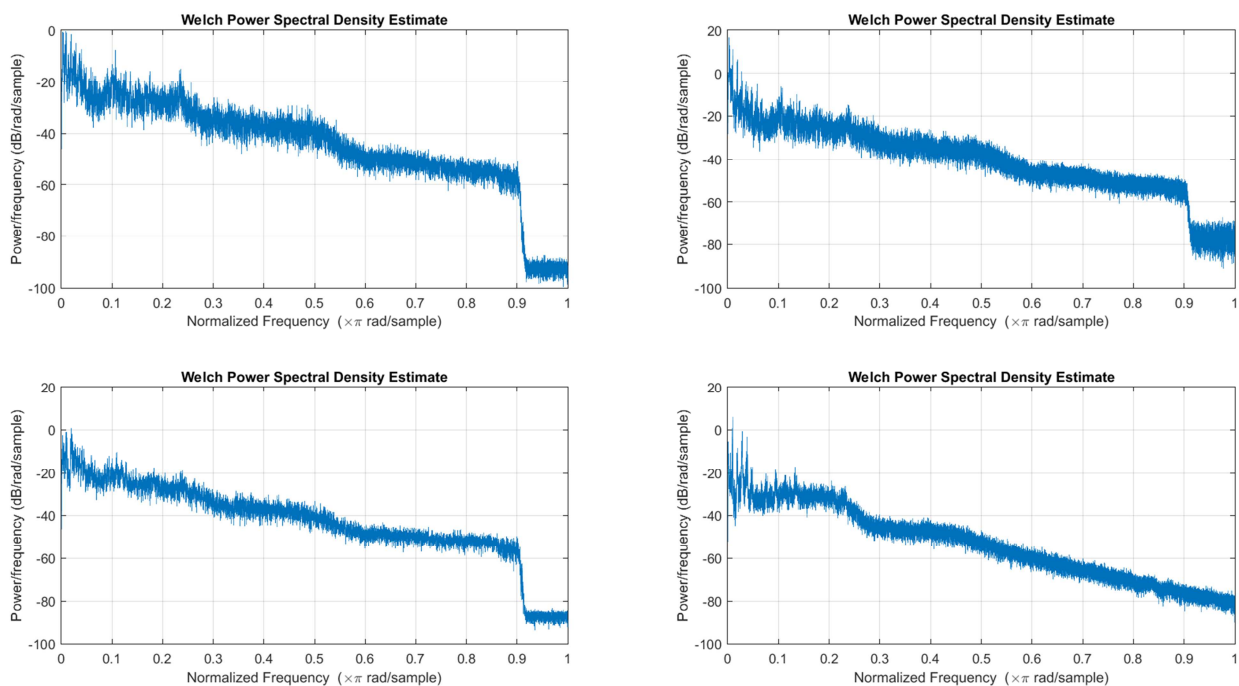 Welch Power Spectral Density Estimate
Power/frequency (dB/rad/sample)
0
-20
-40
-60
-80
-100
0 0.1 0.2 0.3 0.4 0.5 0.6 0.7 0.8 0.9 1
Normalized Frequency (×π rad/sample)
Welch Power Spectral Density Estimate
Power/frequency (dB/rad/sample)
20
0
-20
-40
-60
-80
-100
0 0.1 0.2 0.3 0.4 0.5 0.6 0.7 0.8 0.9 1
Normalized Frequency (×π rad/sample)
Welch Power Spectral Density Estimate
Power/frequency (dB/rad/sample)
20
0
-20
-40
-60
-80
-100
0 0.1 0.2 0.3 0.4 0.5 0.6 0.7 0.8 0.9 1
Normalized Frequency (×π rad/sample)
Welch Power Spectral Density Estimate
Power/frequency (dB/rad/sample)
20
0
-20
-40
-60
-80
-100
0 0.1 0.2 0.3 0.4 0.5 0.6 0.7 0.8 0.9 1
Normalized Frequency (×π rad/sample)